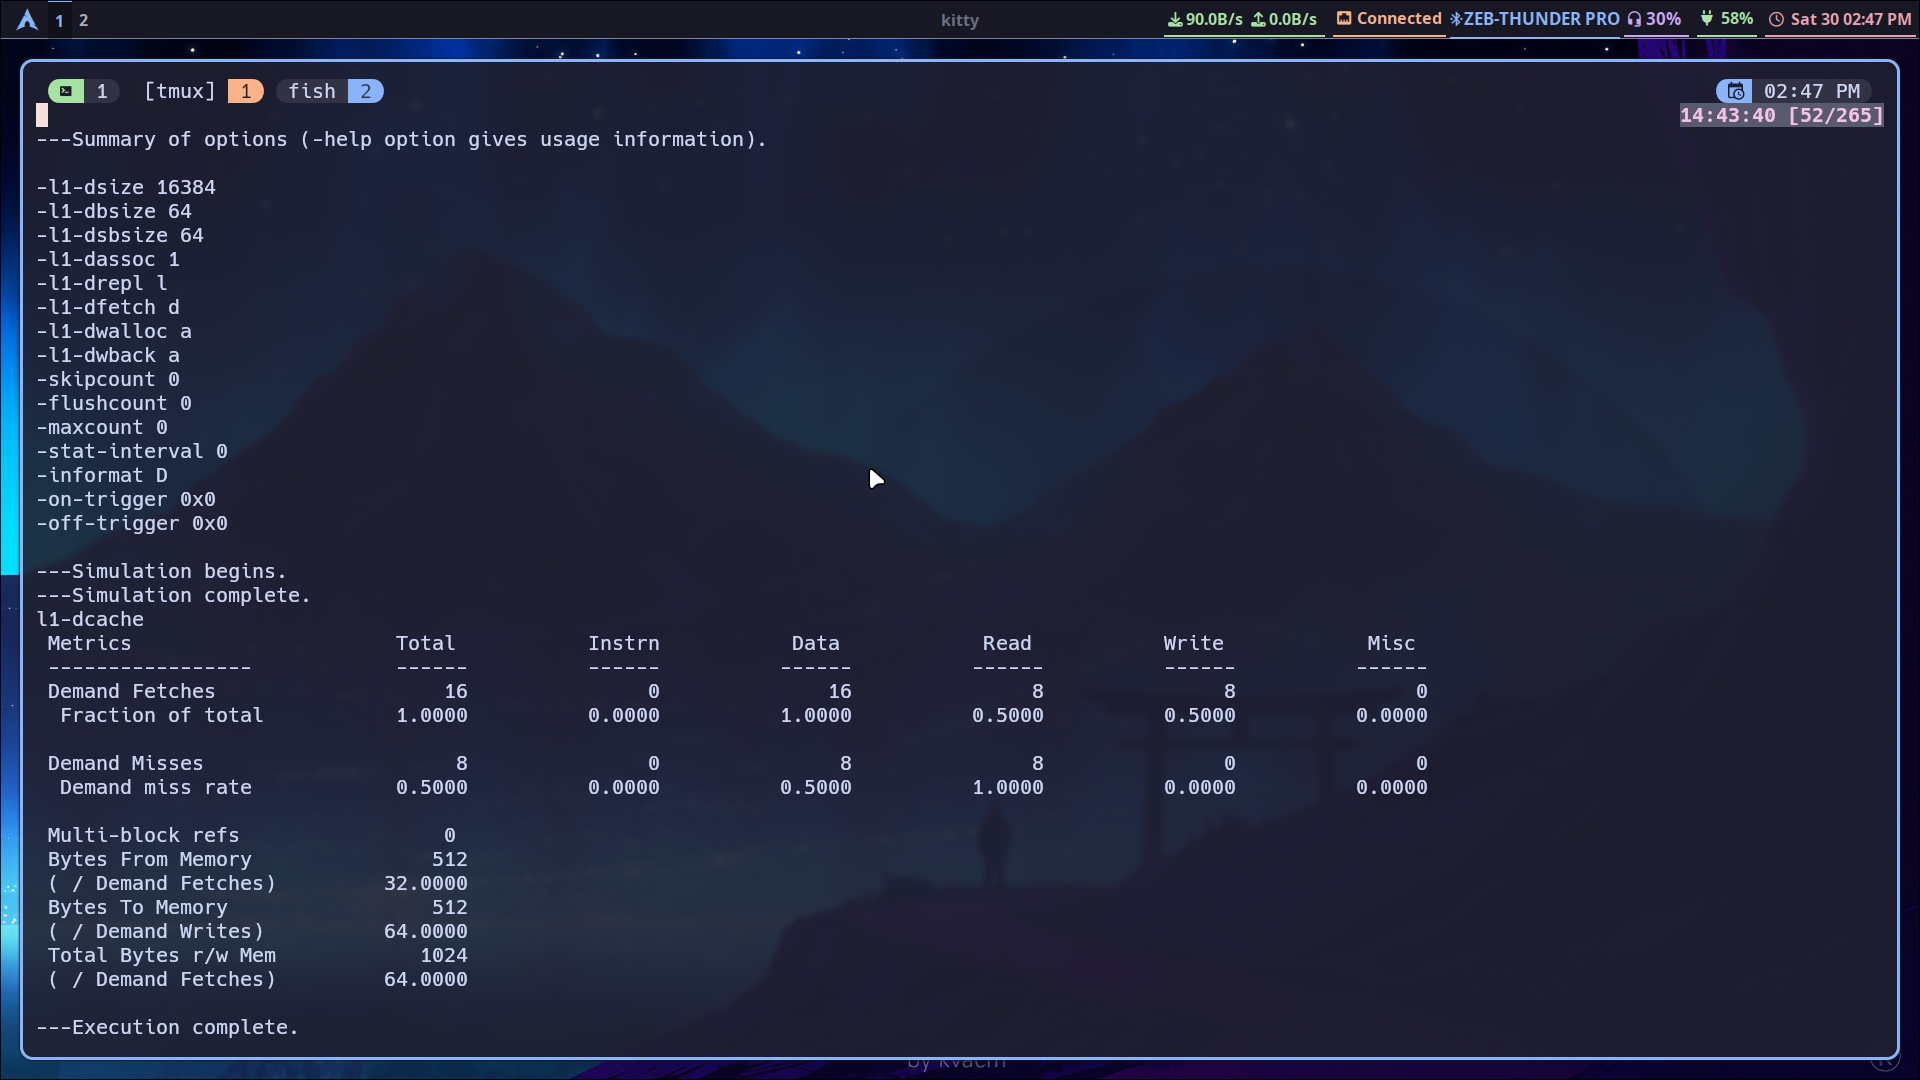 1 2 kitty 90.0B/s 0.0B/s Connected ZEB-THUNDER PRO 30% 58% Sat 30 02:47 PM
1 [tmux] 1 fish 2 02:47 PM
14:43:40 [52/265]
---Summary of options (-help option gives usage information).
-l1-dsize 16384
-l1-dbsize 64
-l1-dsbsize 64
-l1-dassoc 1
-l1-drepl l
-l1-dfetch d
-l1-dwalloc a
-l1-dwback a
-skipcount 0
-flushcount 0
-maxcount 0
-stat-interval 0
-informat D
-on-trigger 0x0
-off-trigger 0x0
---Simulation begins.
---Simulation complete.
l1-dcache
Metrics Total Instrn Data Read Write Misc
----------------- ------ ------ ------ ------ ------ ------
Demand Fetches 16 0 16 8 8 0
Fraction of total 1.0000 0.0000 1.0000 0.5000 0.5000 0.0000
Demand Misses 8 0 8 8 0 0
Demand miss rate 0.5000 0.0000 0.5000 1.0000 0.0000 0.0000
Multi-block refs 0
Bytes From Memory 512
( / Demand Fetches) 32.0000
Bytes To Memory 512
( / Demand Writes) 64.0000
Total Bytes r/w Mem 1024
( / Demand Fetches) 64.0000
---Execution complete.